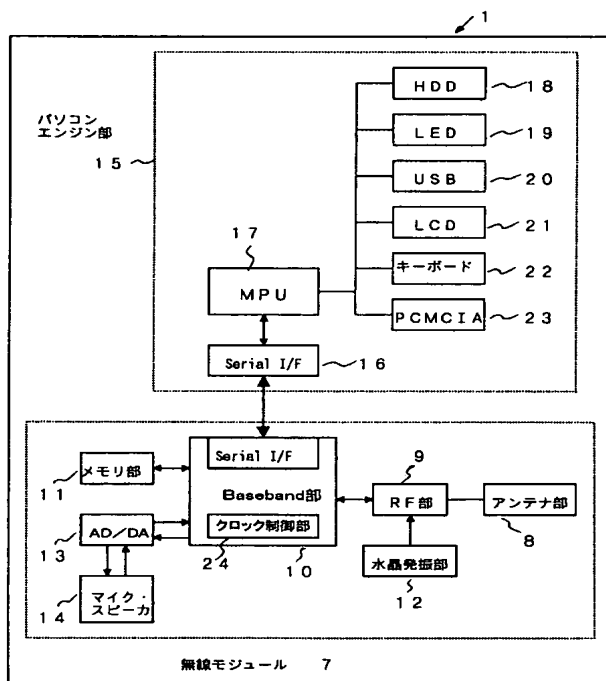 1
パソコン
エンジン部
15
HDD 18
LED 19
USB 20
LCD 21
キーボード 22
PCMCIA 23
17
MPU
Serial I/F 16
Serial I/F
Baseband部
クロック制御部
24
10
メモリ部
11
AD/DA
13
マイク・
スピーカ
14
9
RF部
アンテナ部
8
水晶発振部
12
無線モジュール 7